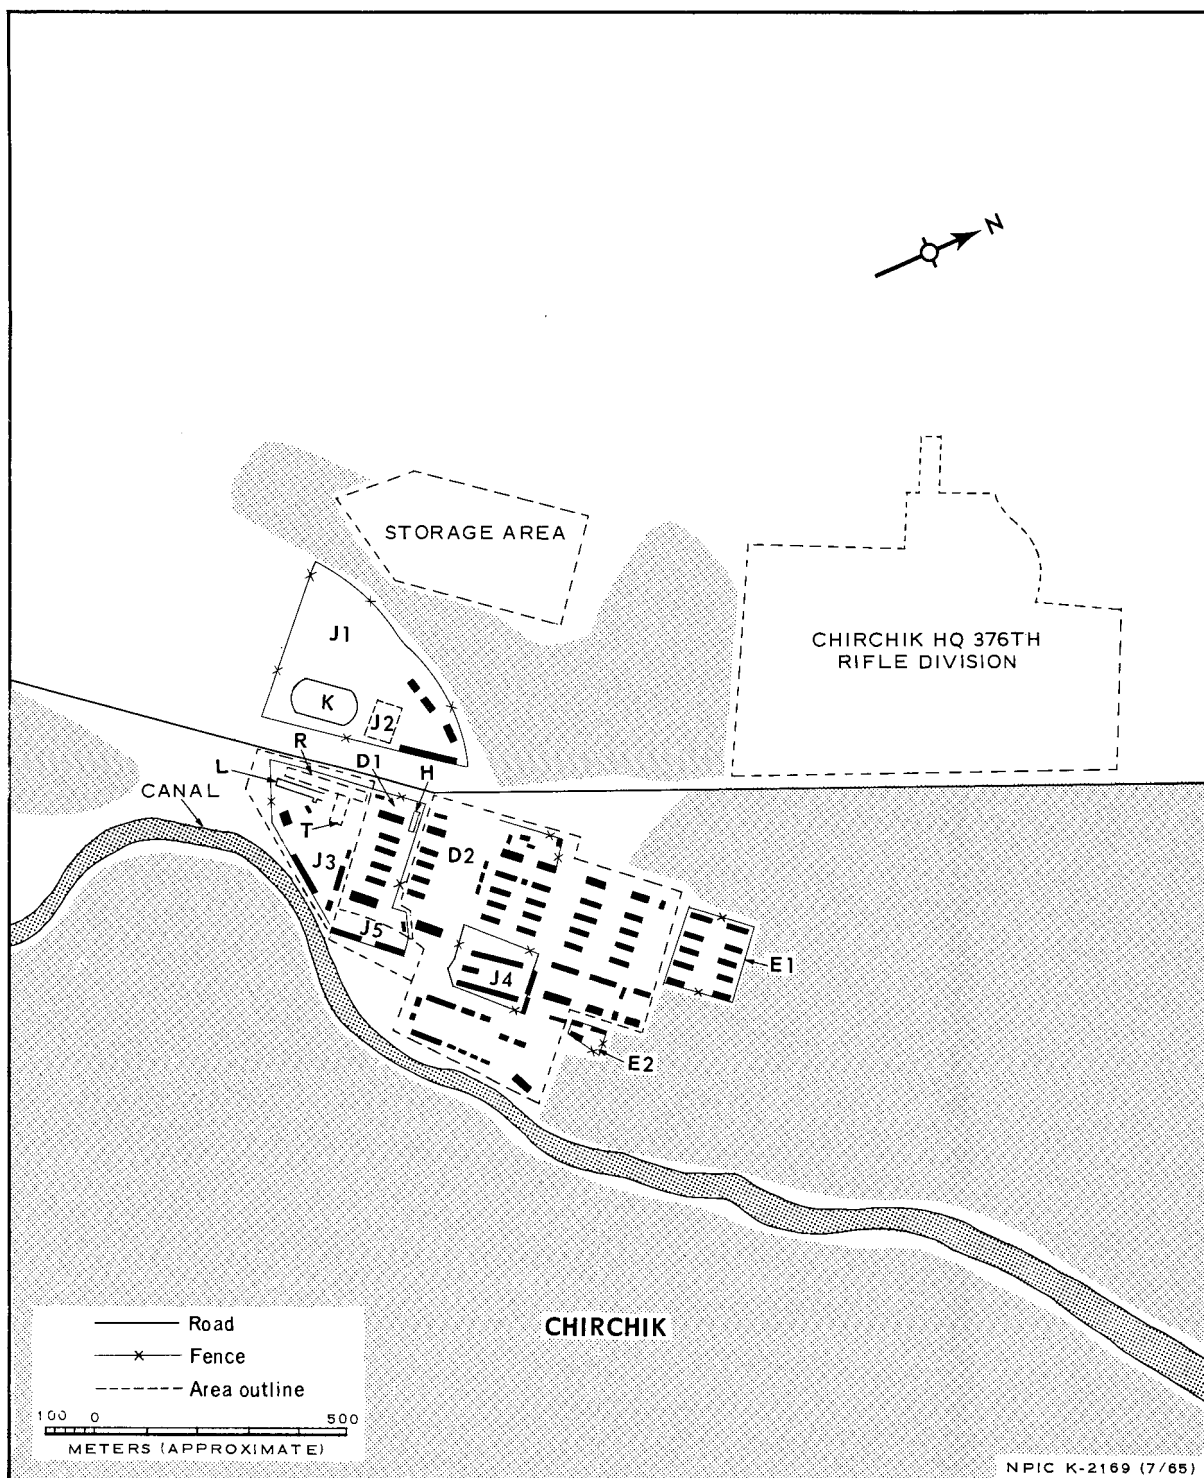 N
STORAGE AREA
CHIRCHIK HQ 376TH
RIFLE DIVISION
J1
K
J2
R
D1
H
L
CANAL
T
D2
J3
J5
J4
E1
E2
CHIRCHIK
Road
Fence
Area outline
100 0 500
METERS (APPROXIMATE)
NPIC K-2169 (7/65)